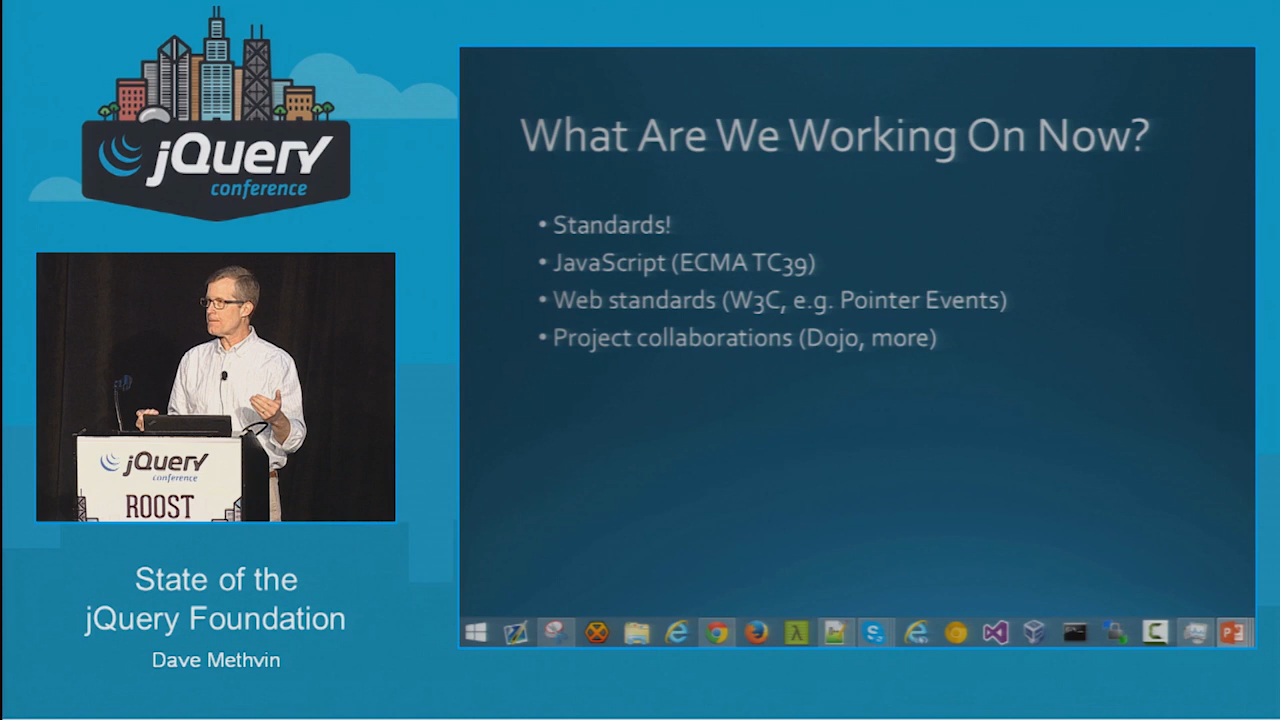 jQuery
conference
jQuery
conference
ROOST
State of the
jQuery Foundation
Dave Methvin
What Are We Working On Now?
• Standards!
• JavaScript (ECMA TC39)
• Web standards (W3C, e.g. Pointer Events)
• Project collaborations (Dojo, more)